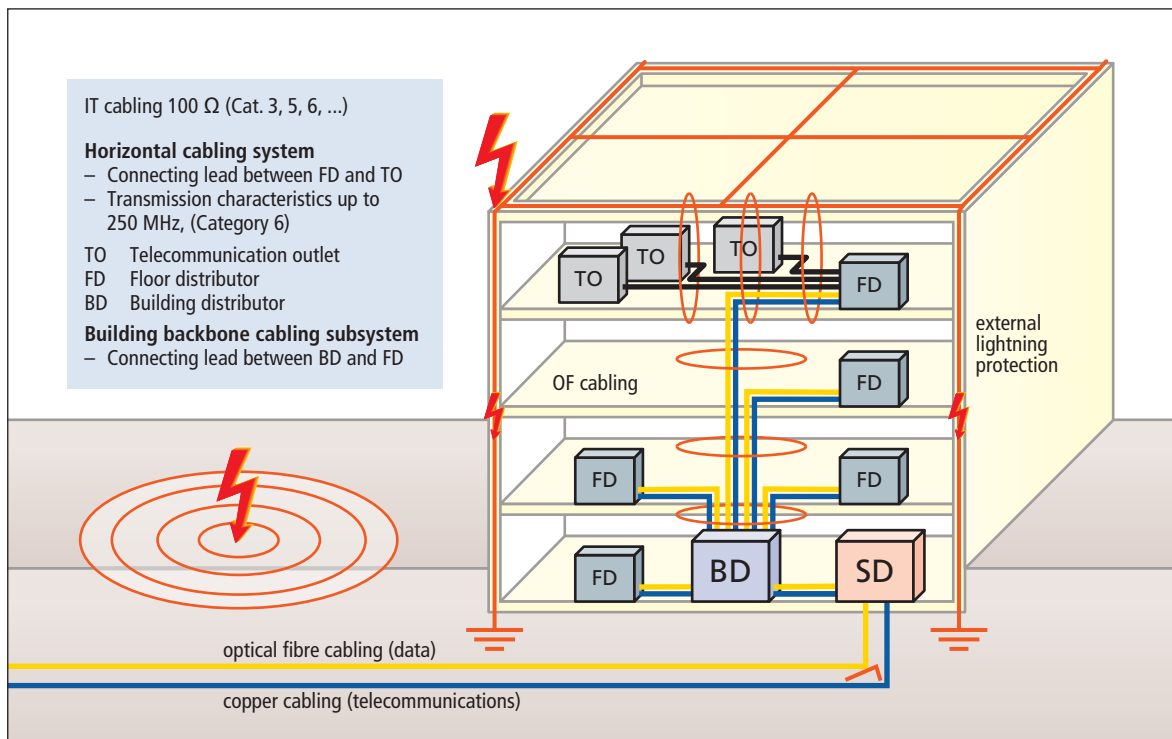 IT cabling 100 Ω (Cat. 3, 5, 6, ...)
Horizontal cabling system
– Connecting lead between FD and TO
– Transmission characteristics up to
250 MHz, (Category 6)
TO Telecommunication outlet
FD Floor distributor
BD Building distributor
Building backbone cabling subsystem
– Connecting lead between BD and FD
TO
TO
TO
FD
external
lightning
protection
OF cabling
FD
FD
FD
FD
BD
SD
optical fibre cabling (data)
copper cabling (telecommunications)